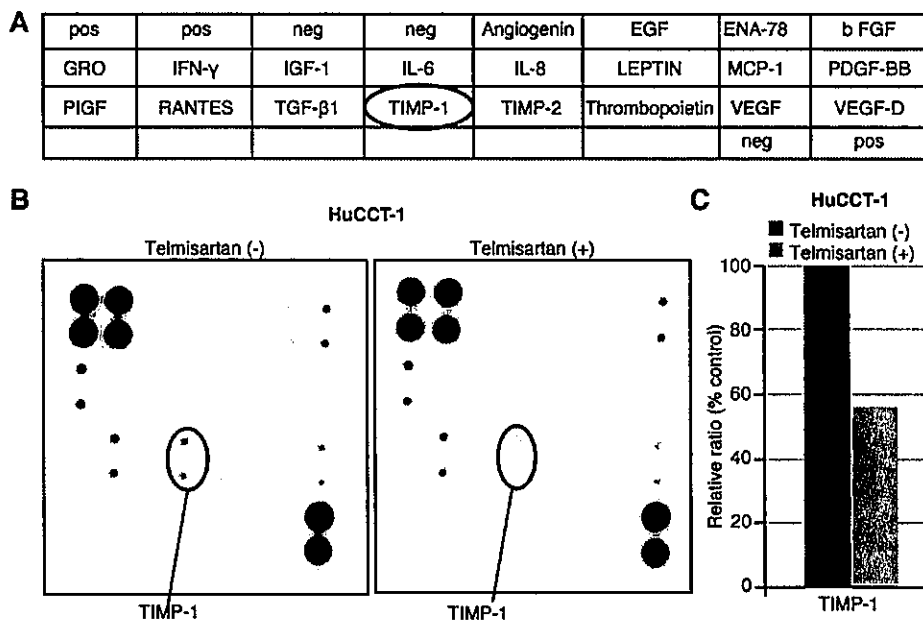 A
pos pos neg neg Angiogenin EGF ENA-78 b FGF
GRO IFN-γ IGF-1 IL-6 IL-8 LEPTIN MCP-1 PDGF-BB
PIGF RANTES TGF-β1 TIMP-1 TIMP-2 Thrombopoietin VEGF VEGF-D
neg pos
B
HuCCT-1
Telmisartan (-) Telmisartan (+)
TIMP-1 TIMP-1
C
HuCCT-1
Telmisartan (-)
Telmisartan (+)
Relative ratio (% control)
100
80
60
40
20
0
TIMP-1